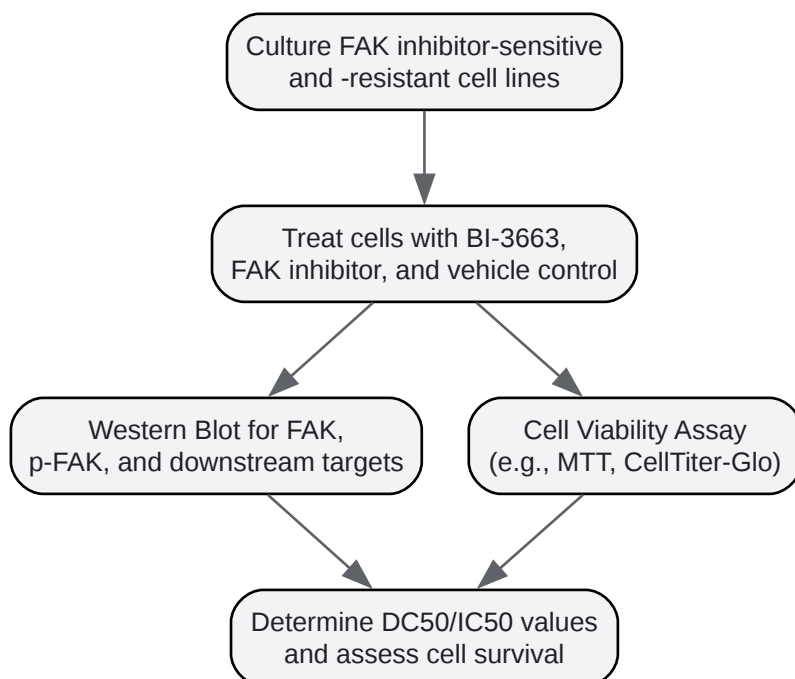 Culture FAK inhibitor-sensitive
and -resistant cell lines
Treat cells with BI-3663,
FAK inhibitor, and vehicle control
Western Blot for FAK,
p-FAK, and downstream targets
Cell Viability Assay
(e.g., MTT, CellTiter-Glo)
Determine DC50/IC50 values
and assess cell survival